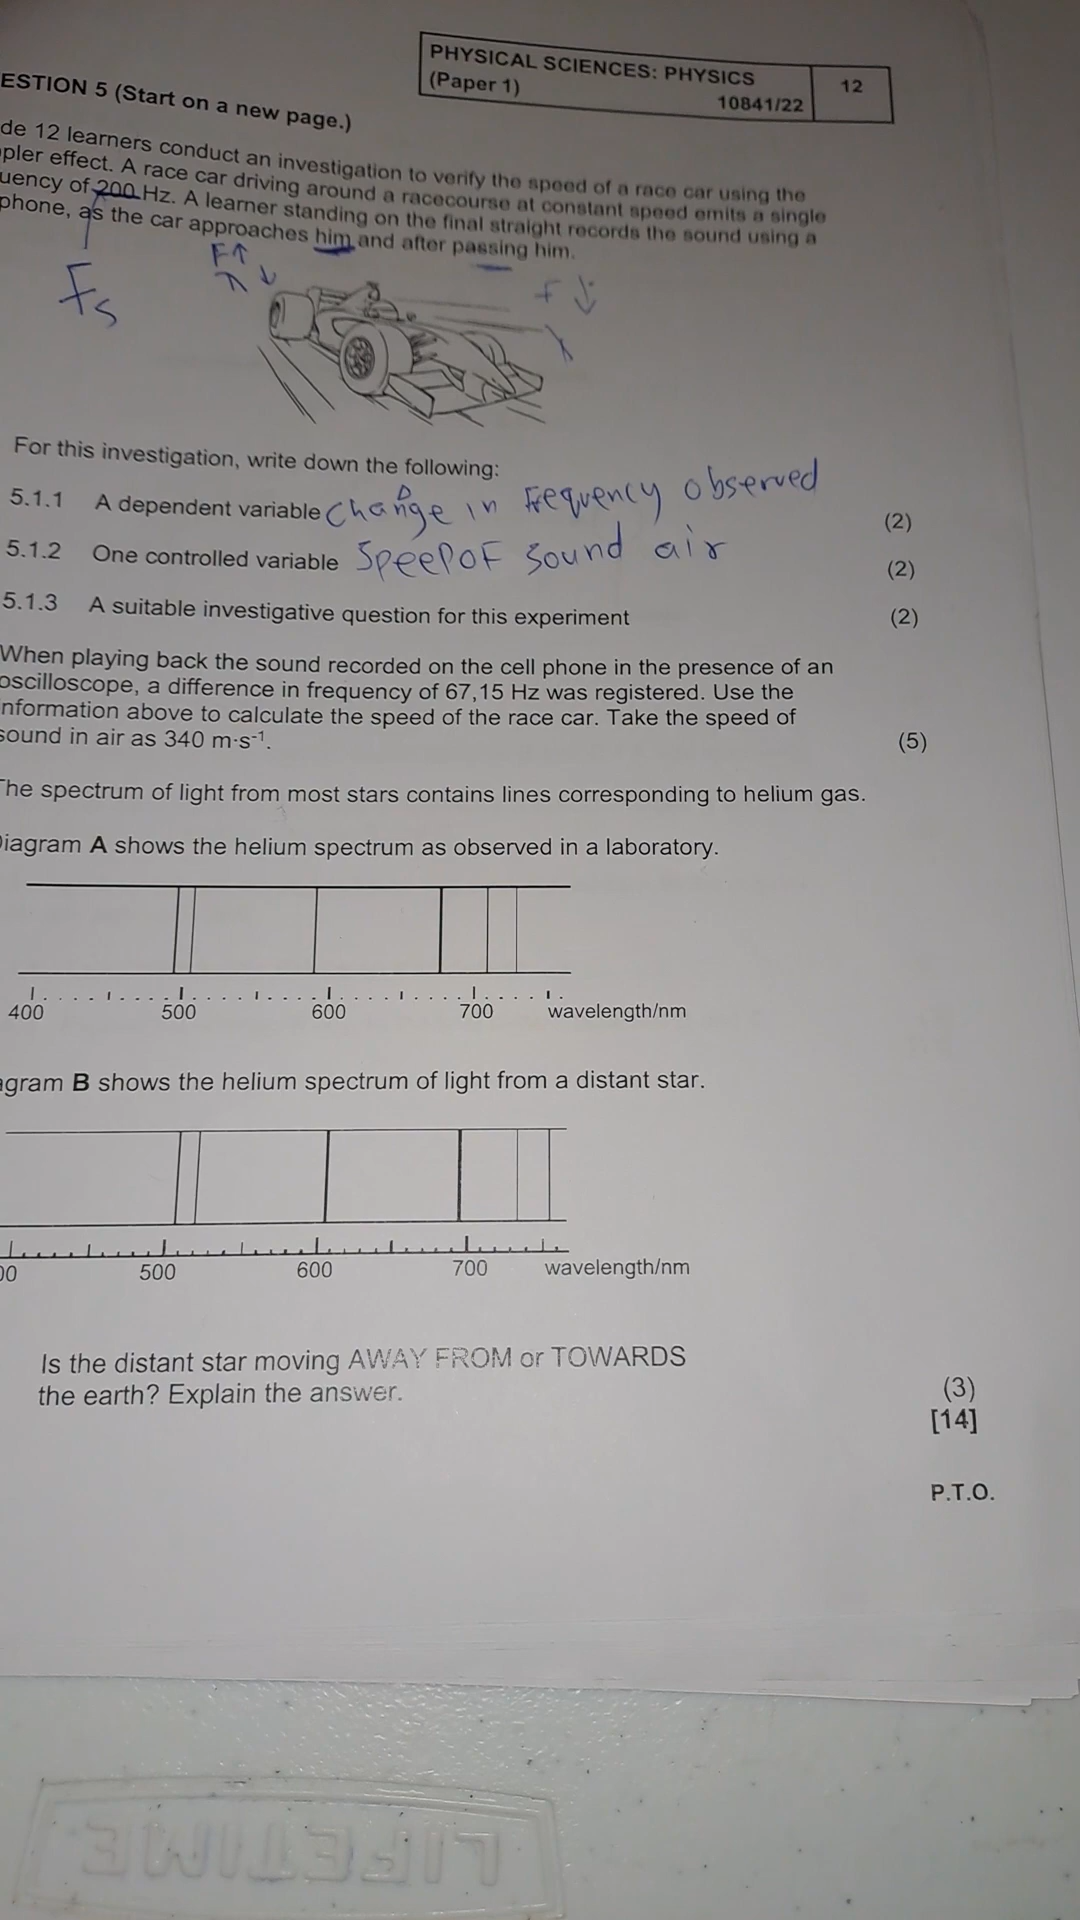 PHYSICAL SCIENCES: PHYSICS
(Paper 1)
10841/22
12
ESTION 5 (Start on a new page.)
de 12 learners conduct an investigation to verify the speed of a race car using the
pler effect. A race car driving around a racecourse at constant speed emits a single
uency of 200 Hz. A learner standing on the final straight records the sound using a
phone, as the car approaches him and after passing him.
F↑
↓
Fs
f ↓
For this investigation, write down the following:
5.1.1 A dependent variable Change in Frequency observed (2)
5.1.2 One controlled variable Speed OF Sound air (2)
5.1.3 A suitable investigative question for this experiment (2)
When playing back the sound recorded on the cell phone in the presence of an
oscilloscope, a difference in frequency of 67,15 Hz was registered. Use the
nformation above to calculate the speed of the race car. Take the speed of
sound in air as 340 m·s⁻¹. (5)
The spectrum of light from most stars contains lines corresponding to helium gas.
Diagram A shows the helium spectrum as observed in a laboratory.
400 500 600 700 wavelength/nm
agram B shows the helium spectrum of light from a distant star.
00 500 600 700 wavelength/nm
Is the distant star moving AWAY FROM or TOWARDS
the earth? Explain the answer. (3)
[14]
P.T.O.
LIFETIME